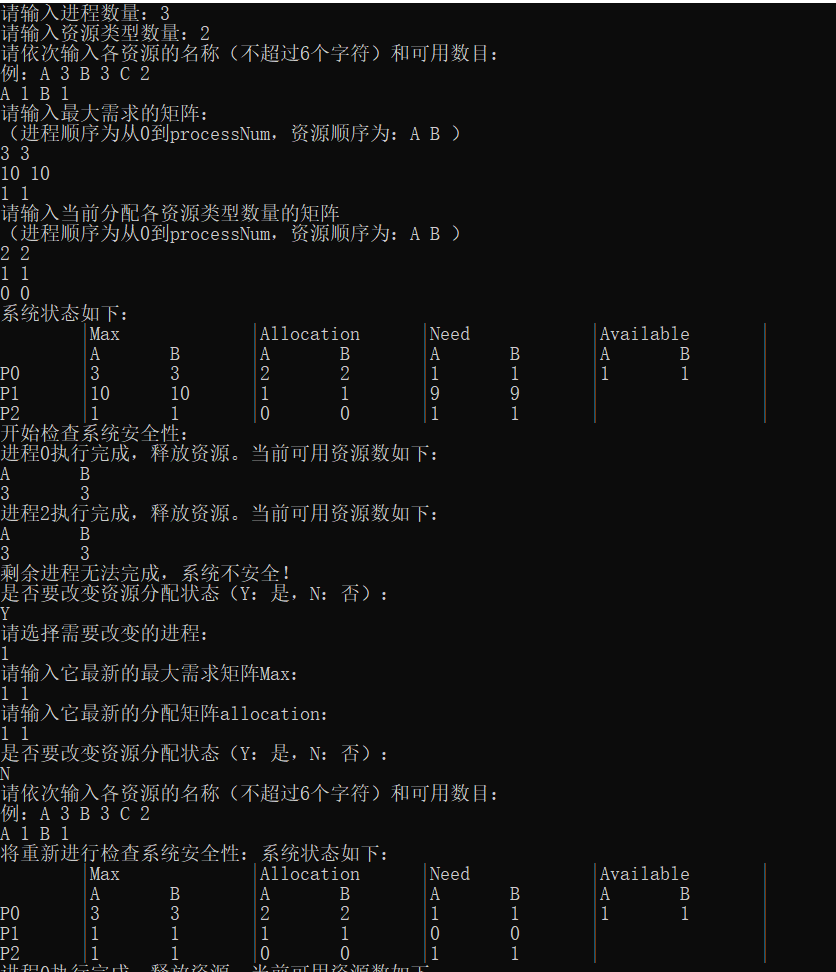 请输入进程数量：3
请输入资源类型数量：2
请依次输入各资源的名称（不超过6个字符）和可用数目：
例：A 3 B 3 C 2
A 1 B 1
请输入最大需求的矩阵：
（进程顺序为从0到processNum，资源顺序为：A B ）
3 3
10 10
1 1
请输入当前分配各资源类型数量的矩阵
（进程顺序为从0到processNum，资源顺序为：A B ）
2 2
1 1
0 0
系统状态如下：
Max Allocation Need Available
A B A B A B A B
P0 3 3 2 2 1 1 1 1
P1 10 10 1 1 9 9
P2 1 1 0 0 1 1
开始检查系统安全性：
进程0执行完成，释放资源。当前可用资源数如下：
A B
3 3
进程2执行完成，释放资源。当前可用资源数如下：
A B
3 3
剩余进程无法完成，系统不安全！
是否要改变资源分配状态（Y：是，N：否）：
Y
请选择需要改变的进程：
1
请输入它最新的最大需求矩阵Max：
1 1
请输入它最新的分配矩阵allocation：
1 1
是否要改变资源分配状态（Y：是，N：否）：
N
请依次输入各资源的名称（不超过6个字符）和可用数目：
例：A 3 B 3 C 2
A 1 B 1
将重新进行检查系统安全性：系统状态如下：
Max Allocation Need Available
A B A B A B A B
P0 3 3 2 2 1 1 1 1
P1 1 1 1 1 0 0
P2 1 1 0 0 1 1
进程0执行完成，释放资源。当前可用资源数如下